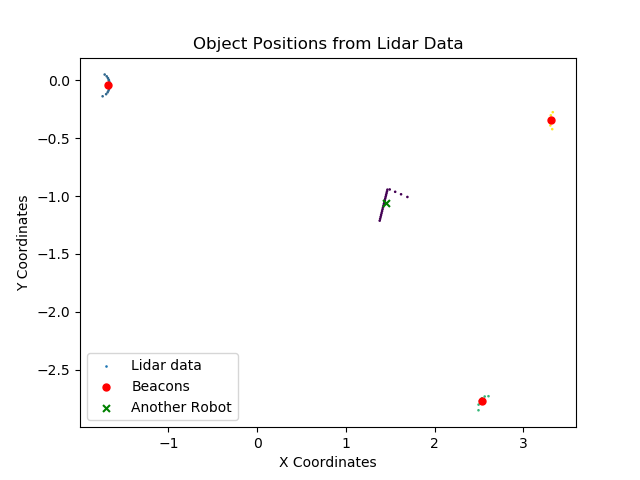 Object Positions from Lidar Data
0.0
−0.5
−1.0
−1.5
−2.0
−2.5
Y Coordinates
Lidar data
Beacons
Another Robot
−1 0 1 2 3
X Coordinates